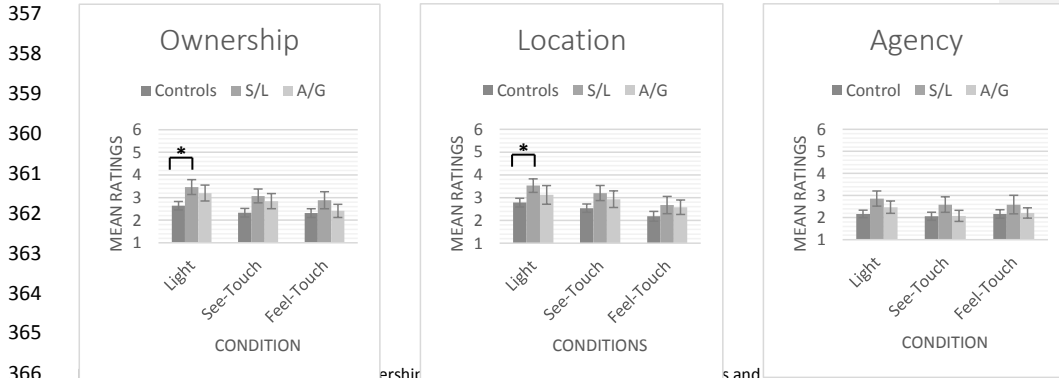 357
358
359
360
361
362
363
364
365
366
Ownership
Controls S/L A/G
MEAN RATINGS
6
5
4
3
2
1
*
Light
See-Touch
Feel-Touch
CONDITION
Location
Controls S/L A/G
MEAN RATINGS
6
5
4
3
2
1
*
Light
See-Touch
Feel-Touch
CONDITIONS
Agency
Control S/L A/G
MEAN RATINGS
6
5
4
3
2
1
Light
See-Touch
Feel-Touch
CONDITION
s and